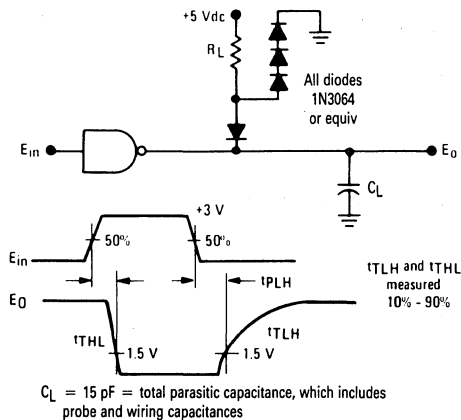 +5 Vdc
RL
All diodes
1N3064
or equiv
Ein
Eo
CL
+3 V
50%
50%
Ein
tPLH
tTLH and tTHL
measured
10% - 90%
EO
tTHL
1.5 V
tTLH
1.5 V
CL = 15 pF = total parasitic capacitance, which includes
probe and wiring capacitances